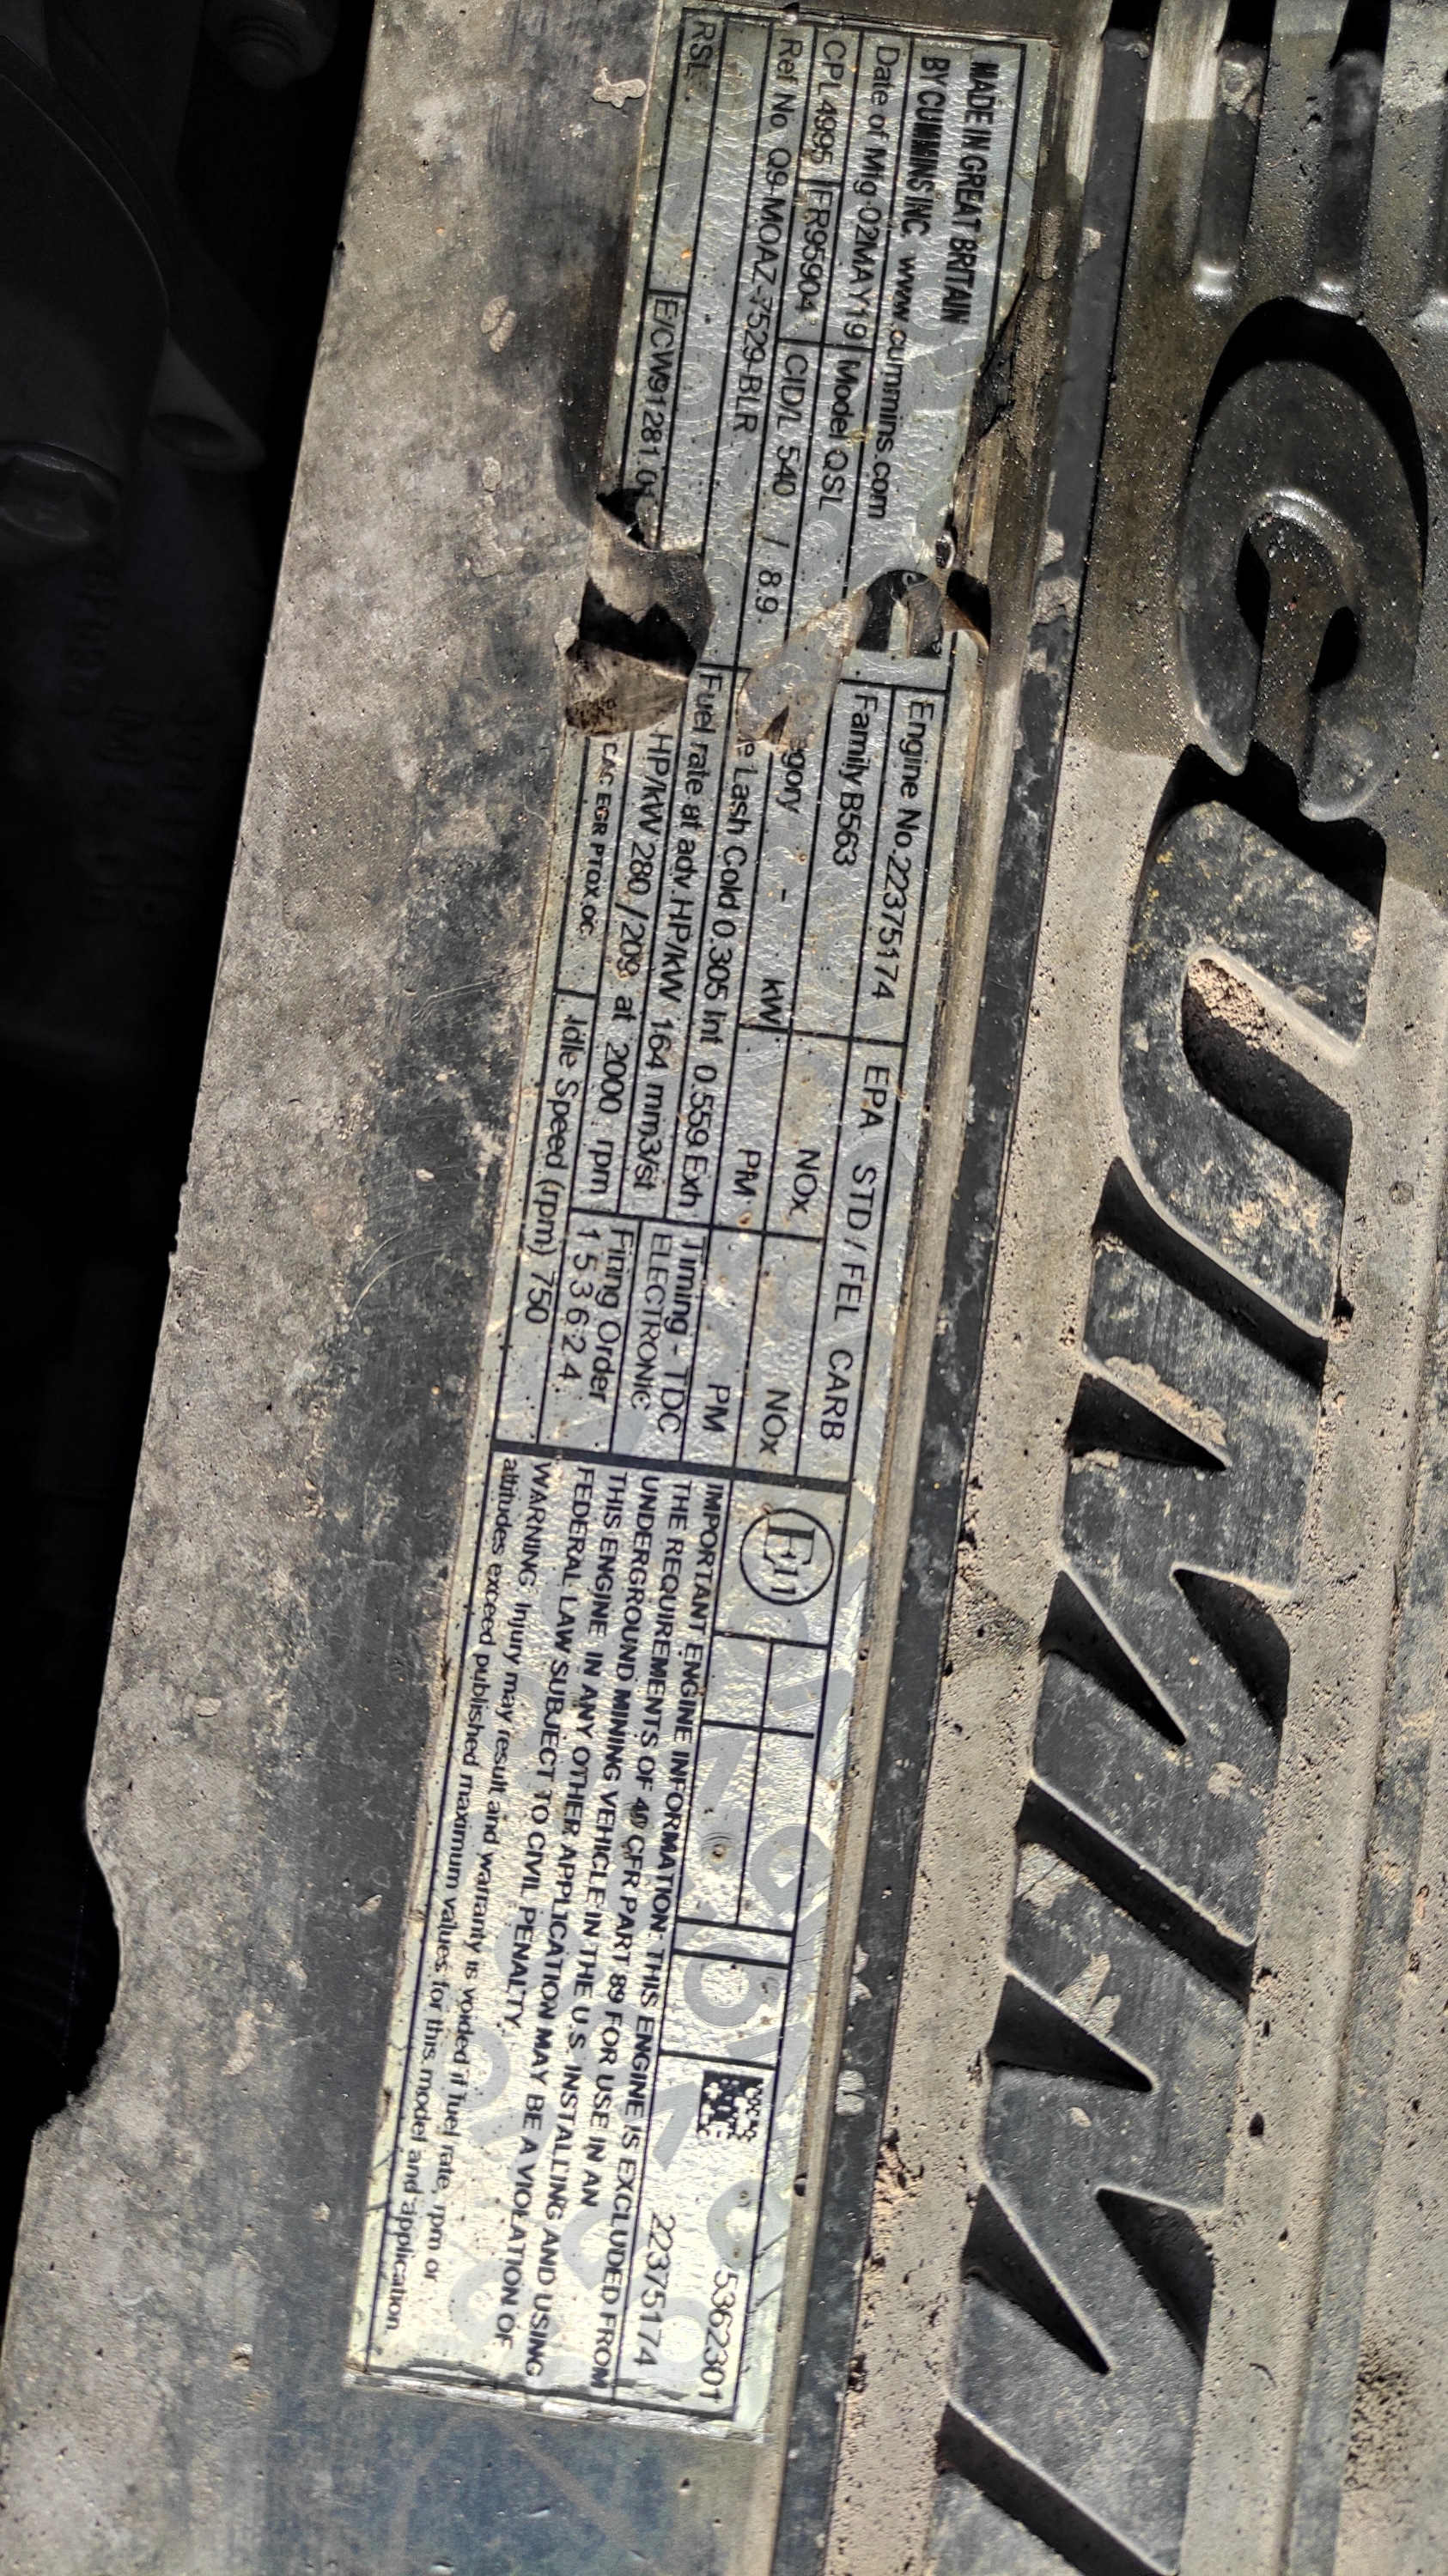 CUMM
MADE IN GREAT BRITAIN
BY CUMMINS INC www.cummins.com
Date of Mfg 02MAY19 Model QSL
CPL4995 FR95904 CID/L 540 / 8.9
Ref No. Q9-MOAZ-7529-BLR
RSL.
E/CW91281.01
Engine No.22375174
Family B563
gory - - kW
e Lash Cold 0.305 Int 0.559 Exh
Fuel rate at adv.HP/kW 164 mm3/st
HP/kW 280 /209 at 2000 rpm
CAC EGR PTOX.OC
Idle Speed (rpm) 750
EPA STD / FEL CARB
NOx NOx
PM PM
Timing - TDC
ELECTRONIC
Firing Order
1 5 3 6 2 4
E11
5362301
22375174
IMPORTANT ENGINE INFORMATION: THIS ENGINE IS EXCLUDED FROM
THE REQUIREMENTS OF 40 CFR PART 89 FOR USE IN AN
UNDERGROUND MINING VEHICLE IN THE U.S. INSTALLING AND USING
THIS ENGINE IN ANY OTHER APPLICATION MAY BE A VIOLATION OF
FEDERAL LAW SUBJECT TO CIVIL PENALTY.
WARNING Injury may result and warranty is voided if fuel rate, rpm or
altitudes exceed published maximum values for this model and application